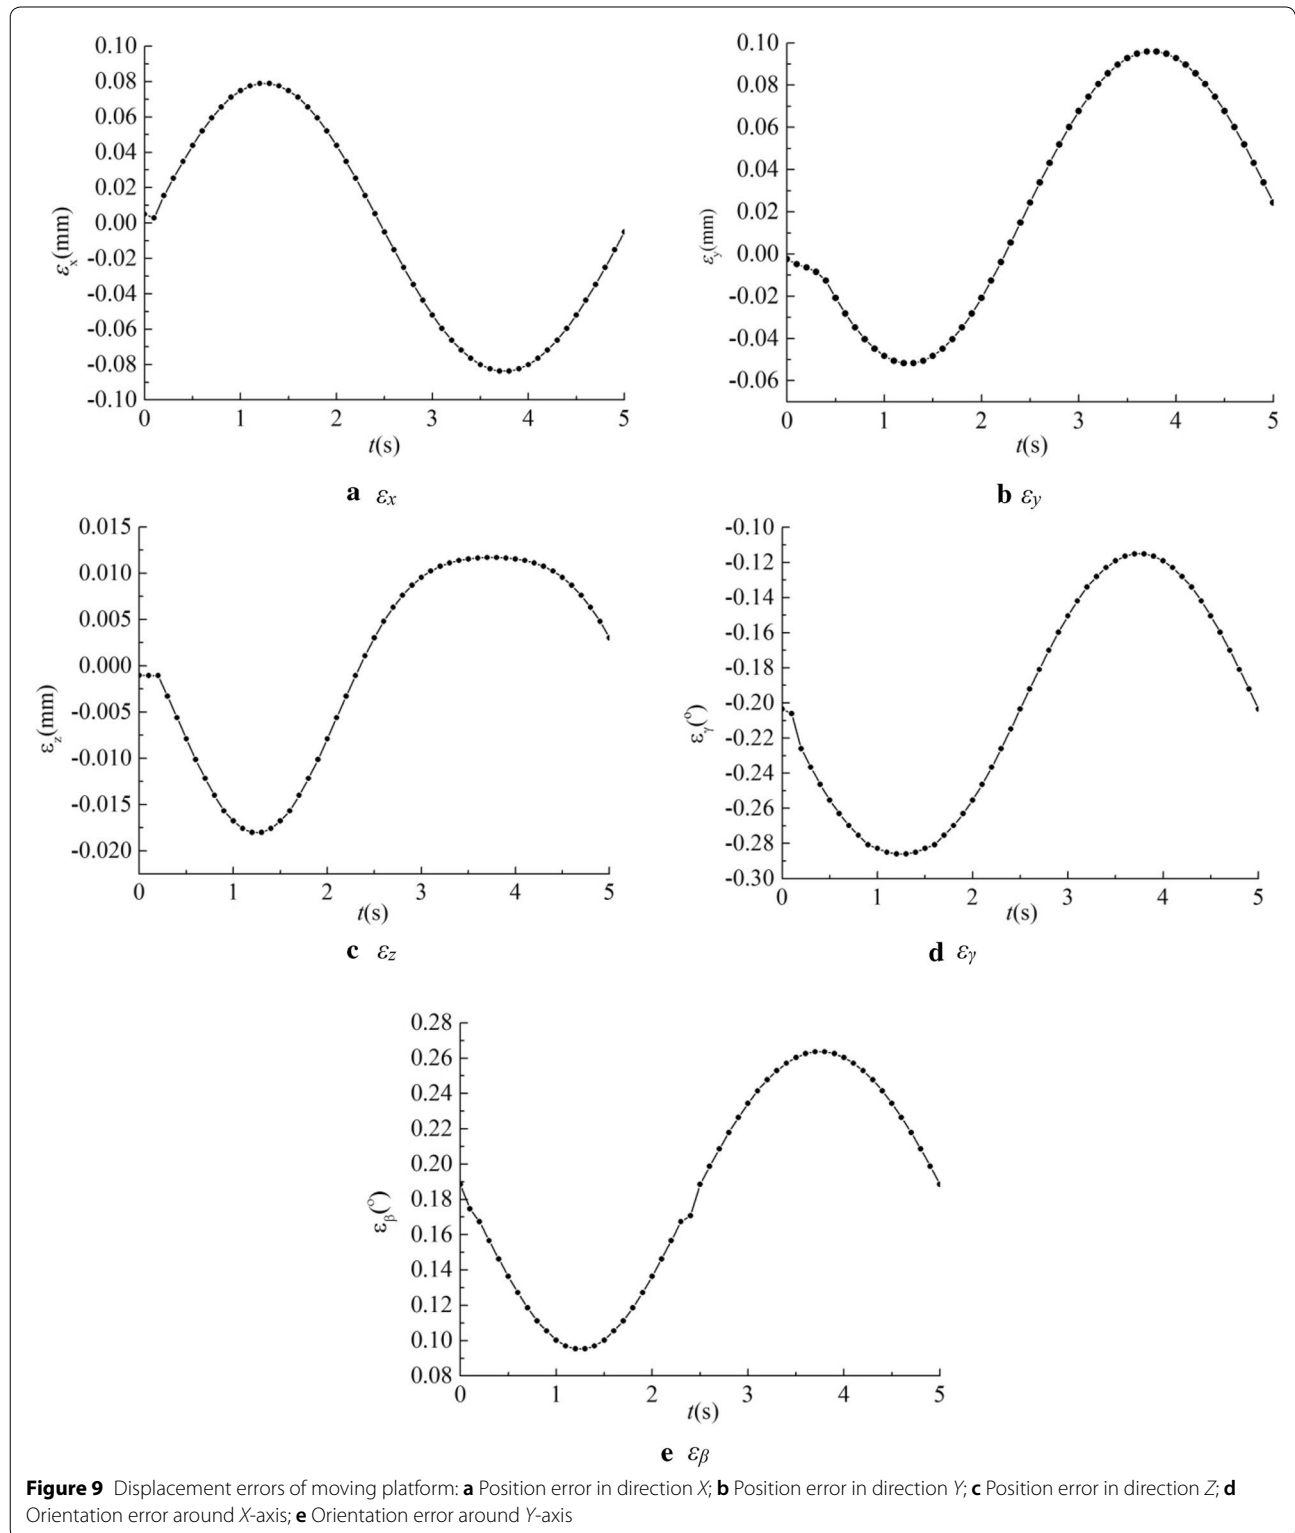 0.10
0.08
0.06
0.04
0.02
0.00
-0.02
-0.04
-0.06
-0.08
-0.10
εx(mm)
0 1 2 3 4 5
t(s)
a εx
0.10
0.08
0.06
0.04
0.02
0.00
-0.02
-0.04
-0.06
εy(mm)
0 1 2 3 4 5
t(s)
b εy
0.015
0.010
0.005
0.000
-0.005
-0.010
-0.015
-0.020
εz(mm)
0 1 2 3 4 5
t(s)
c εz
-0.10
-0.12
-0.14
-0.16
-0.18
-0.20
-0.22
-0.24
-0.26
-0.28
-0.30
εγ(°)
0 1 2 3 4 5
t(s)
d εγ
0.28
0.26
0.24
0.22
0.20
0.18
0.16
0.14
0.12
0.10
0.08
εβ(°)
0 1 2 3 4 5
t(s)
e εβ
Figure 9 Displacement errors of moving platform: a Position error in direction X; b Position error in direction Y; c Position error in direction Z; d
Orientation error around X-axis; e Orientation error around Y-axis